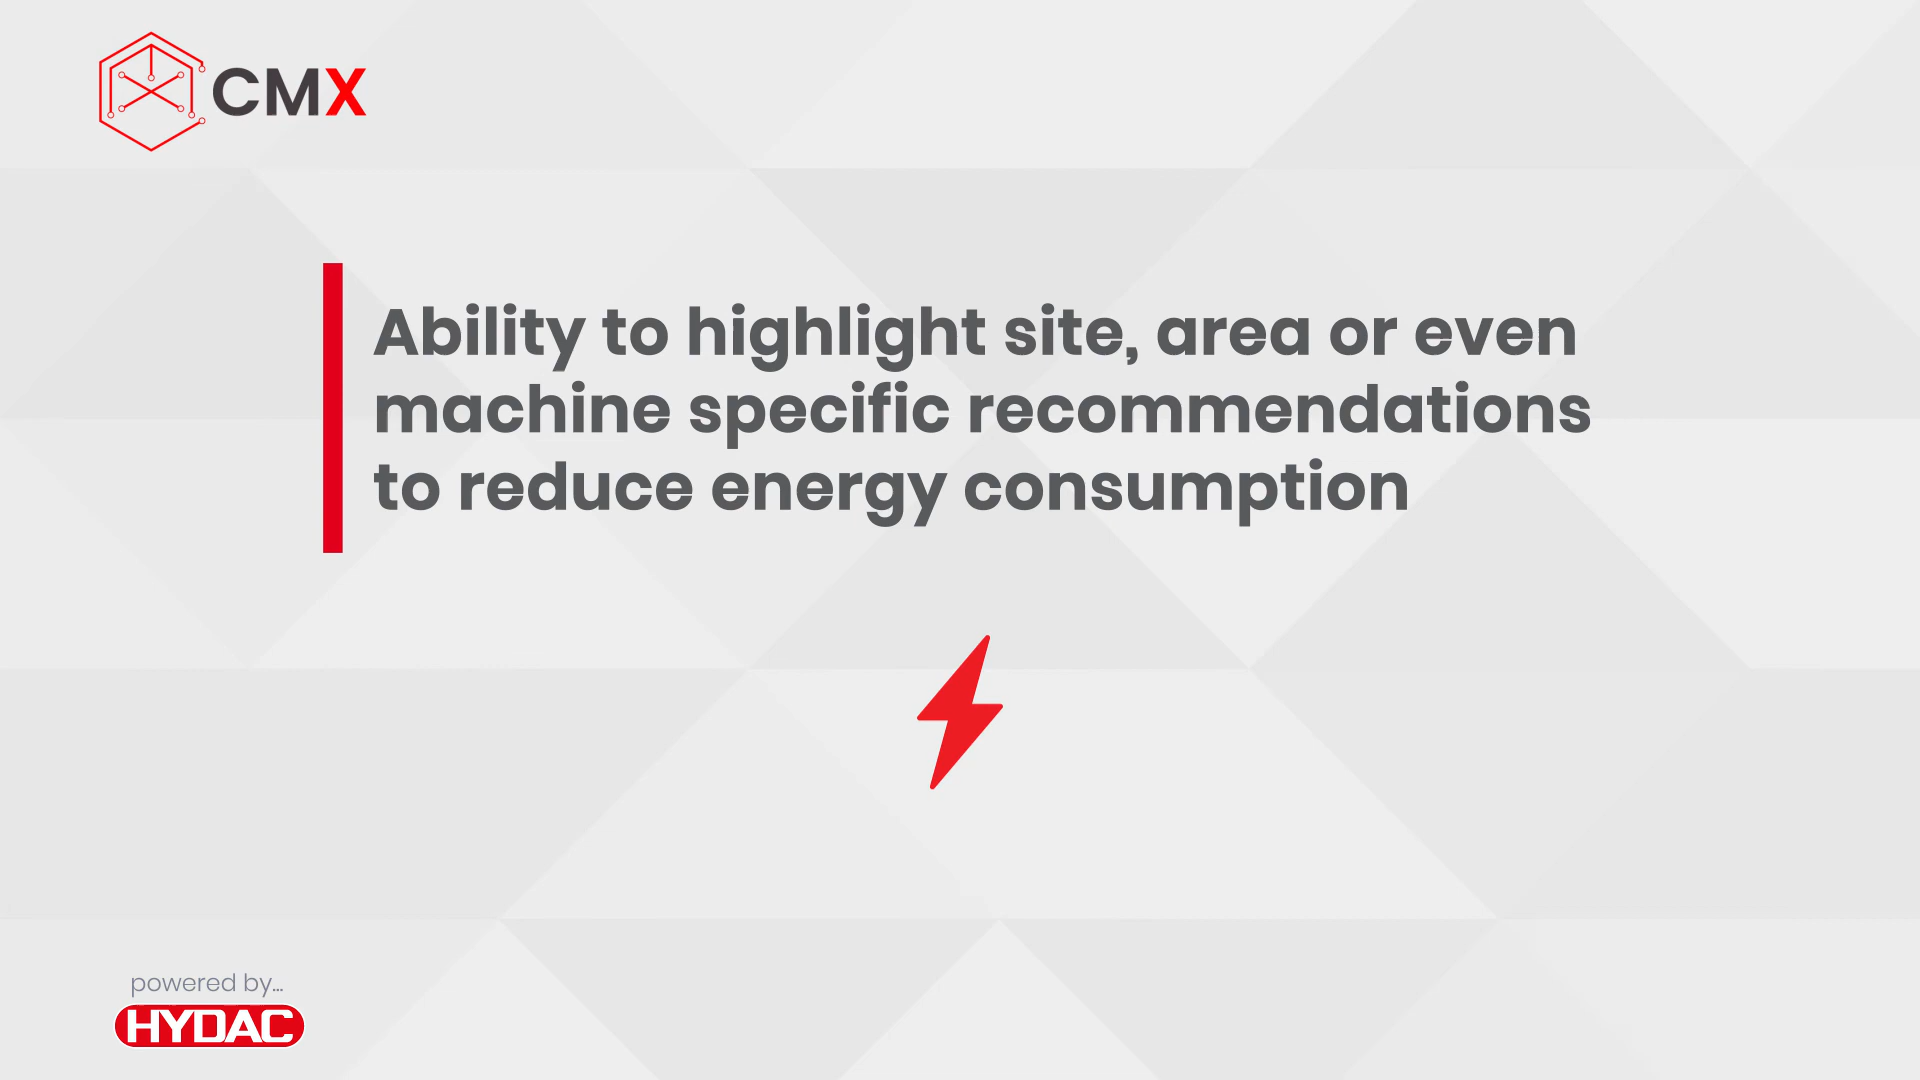 CMX
Ability to highlight site, area or even
machine specific recommendations
to reduce energy consumption
powered by...
HYDAC